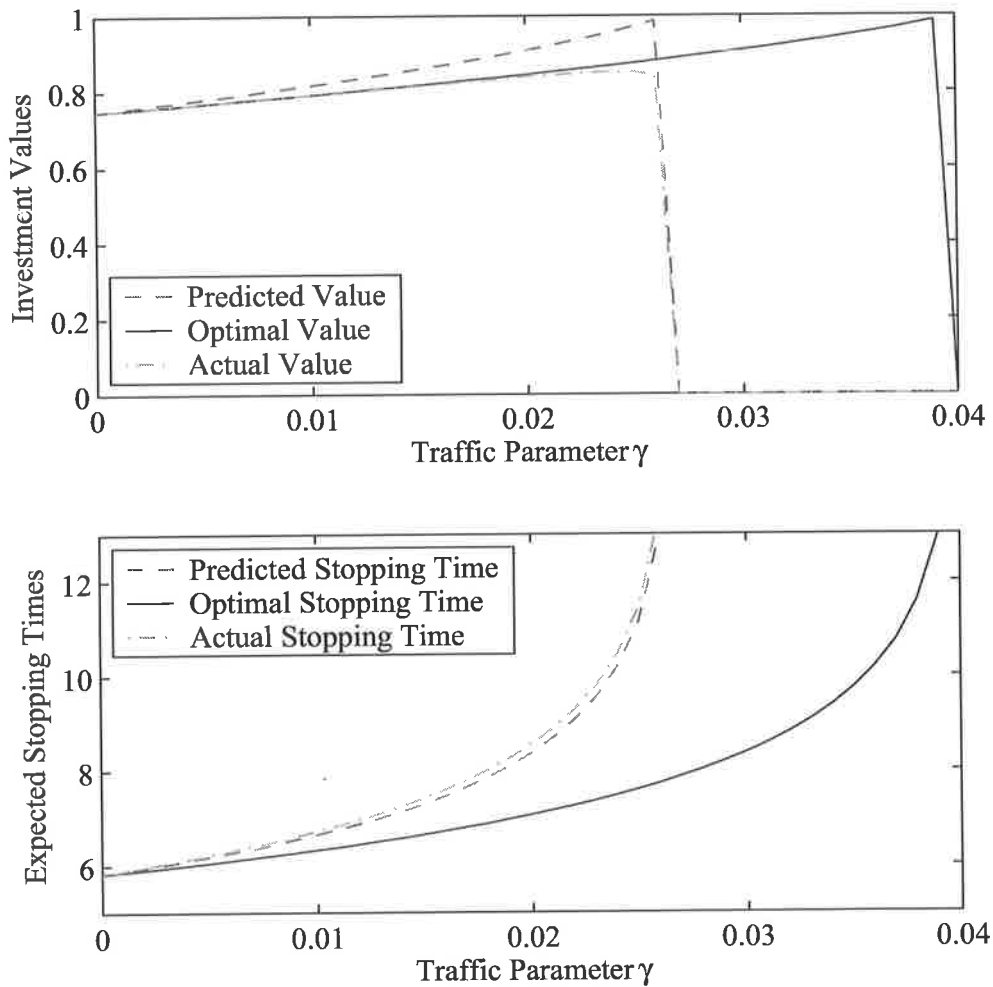 1
0.8
0.6
0.4
0.2
0
Investment Values
Predicted Value
Optimal Value
Actual Value
0 0.01 0.02 0.03 0.04
Traffic Parameter γ
12
10
8
6
Expected Stopping Times
Predicted Stopping Time
Optimal Stopping Time
Actual Stopping Time
0 0.01 0.02 0.03 0.04
Traffic Parameter γ